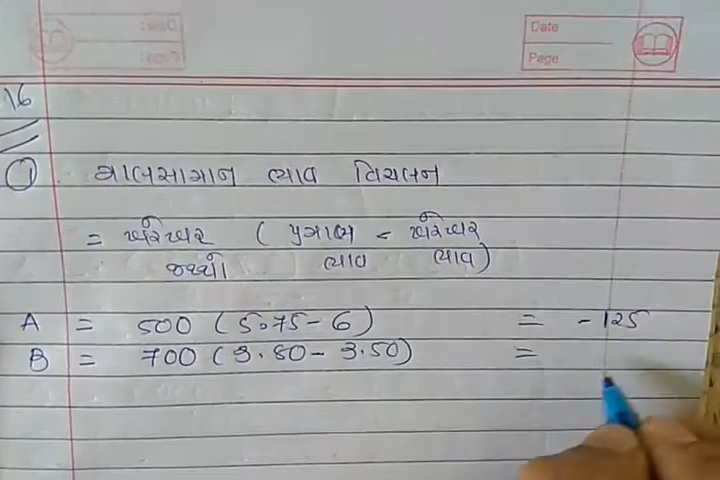 Date
Page
16
① માલસામાન ભાવ વિચલન
= ખરેખર ( પ્રમાણ - ખરેખર
જથ્થો ભાવ ભાવ)
A = 500 (5.75-6) = -125
B = 700 (3.80-3.50) =